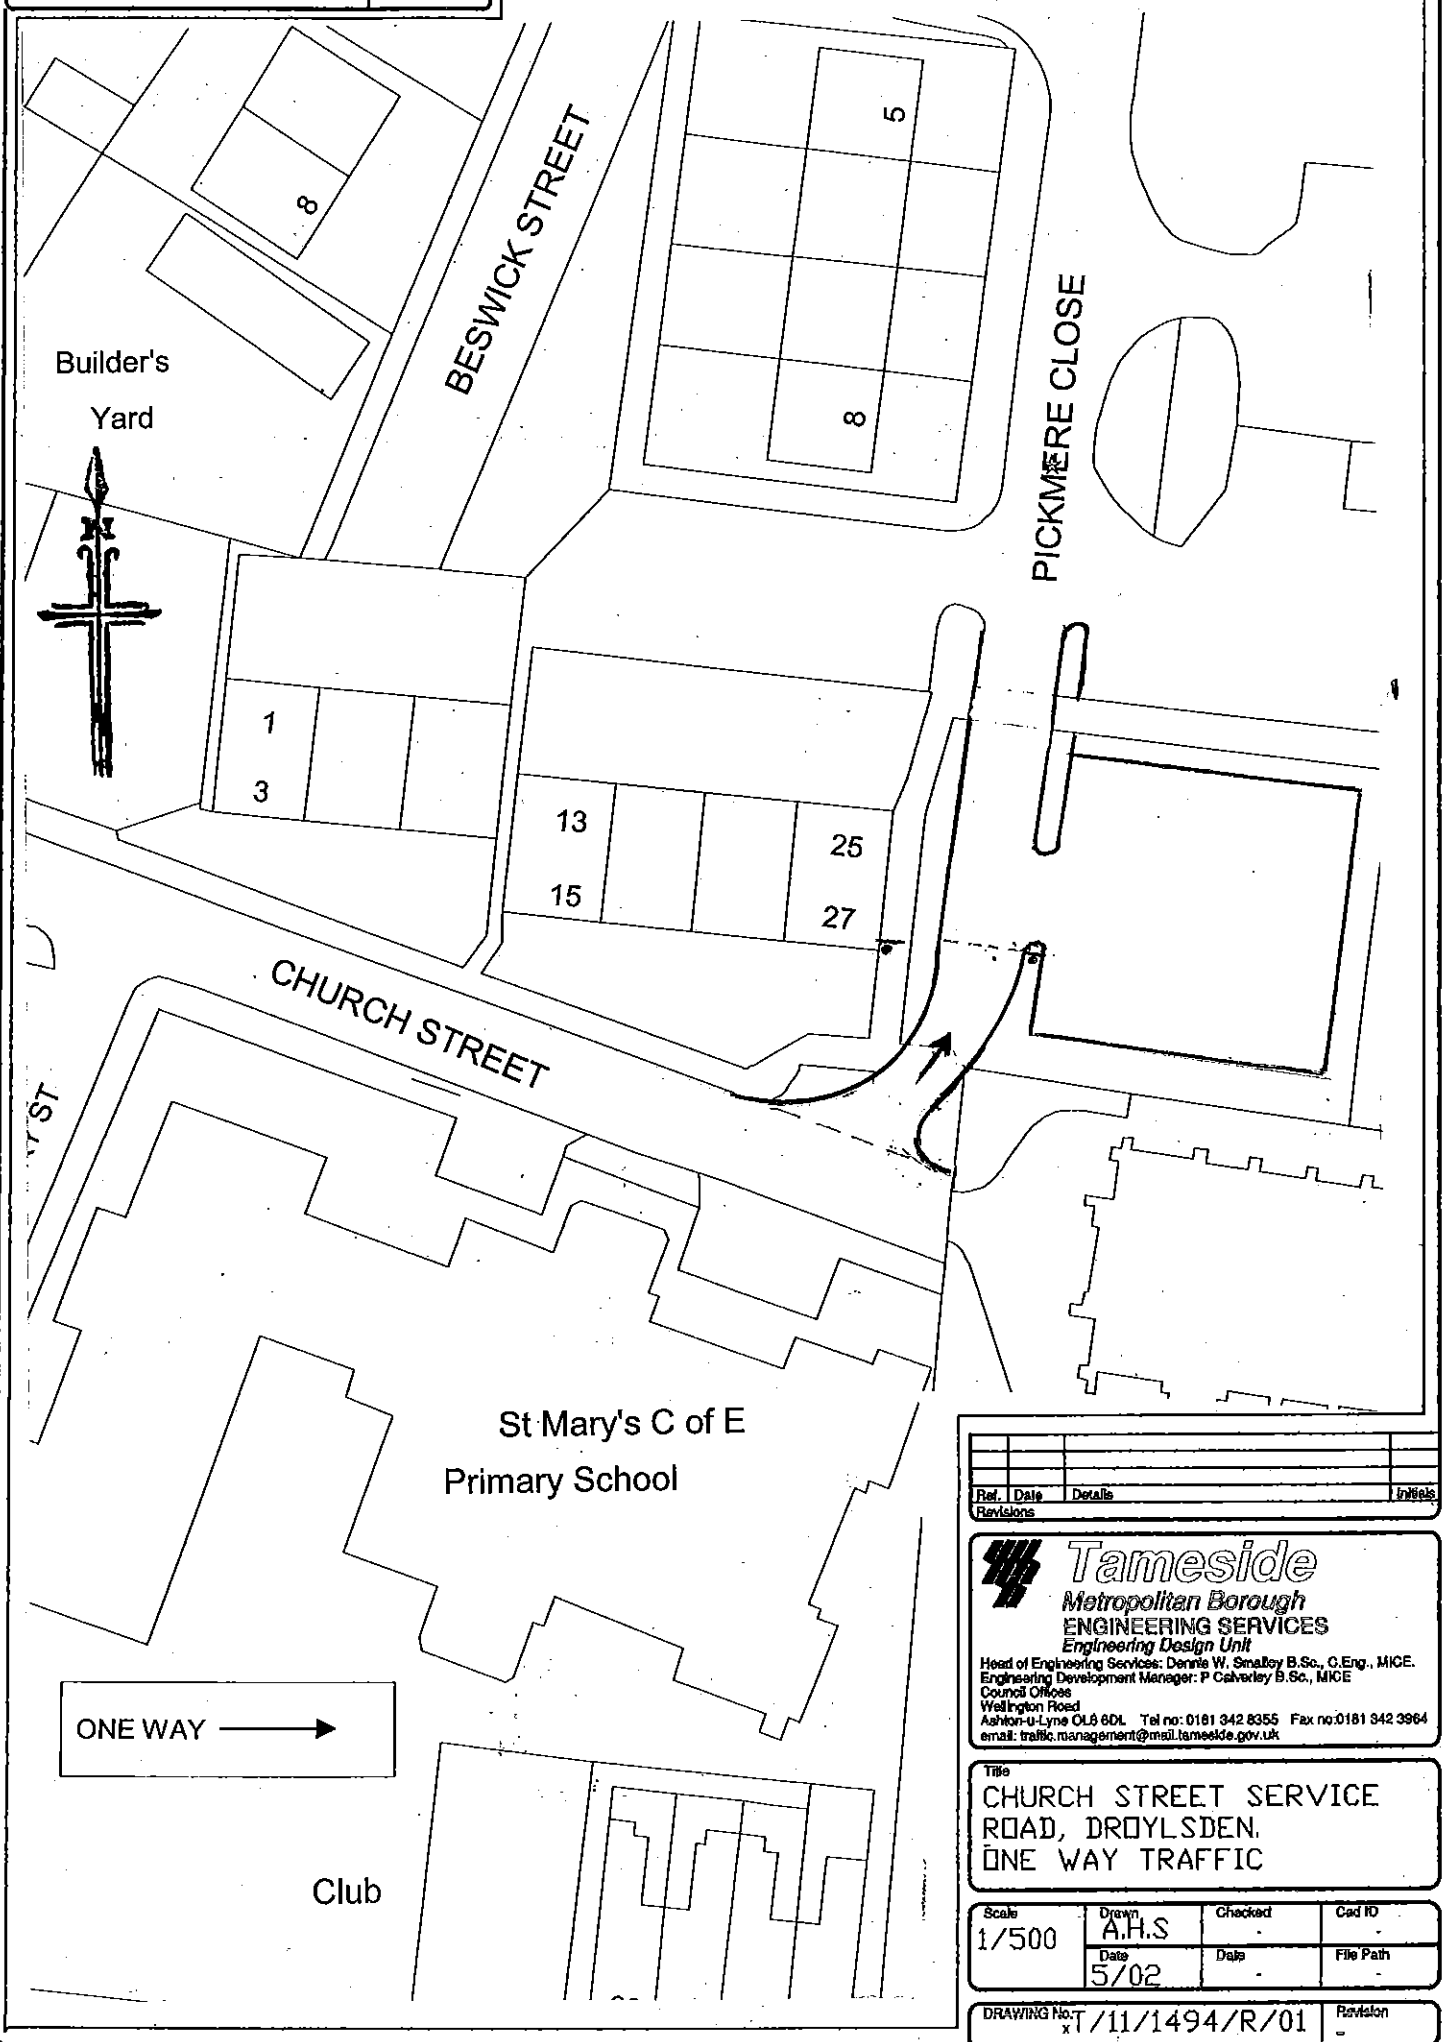 BESWICK STREET
5
8
8
PICKMERE CLOSE
Builder's
Yard
N
1
3
13
15
25
27
CHURCH STREET
ST
St Mary's C of E
Primary School
ONE WAY
Club
Ref. Date Details Initials
Revisions
Tameside
Metropolitan Borough
ENGINEERING SERVICES
Engineering Design Unit
Head of Engineering Services: Dennis W. Smalley B.Sc., C.Eng., MICE.
Engineering Development Manager: P Calverley B.Sc., MICE
Council Offices
Wellington Road
Ashton-u-Lyne OL6 6DL Tel no: 0161 342 8355 Fax no:0161 342 3964
email: traffic.management@mail.tameside.gov.uk
Title
CHURCH STREET SERVICE
ROAD, DROYLSDEN.
ONE WAY TRAFFIC
Scale Drawn Checked Cad ID
1/500 A.H.S - -
Date Date File Path
5/02 - -
DRAWING No. T/11/1494/R/01 Revision
-